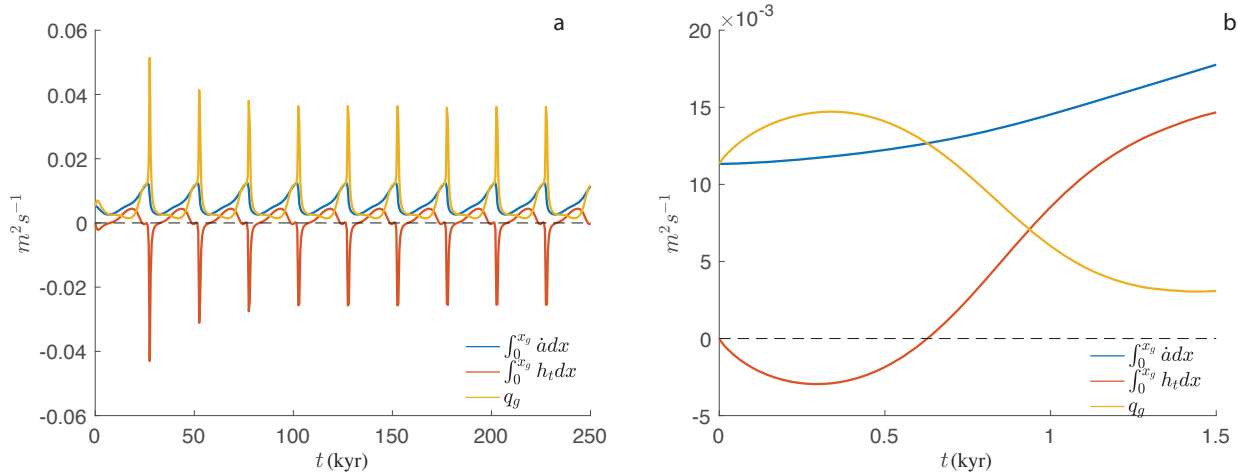 a
0.06
0.04
0.02
0
-0.02
-0.04
-0.06
m²s⁻¹
0 50 100 150 200 250
t (kyr)
∫₀^{x_g} ȧdx
∫₀^{x_g} h_t dx
q_g
b
×10⁻³
20
15
10
5
0
-5
m²s⁻¹
0 0.5 1 1.5
t (kyr)
∫₀^{x_g} ȧdx
∫₀^{x_g} h_t dx
q_g